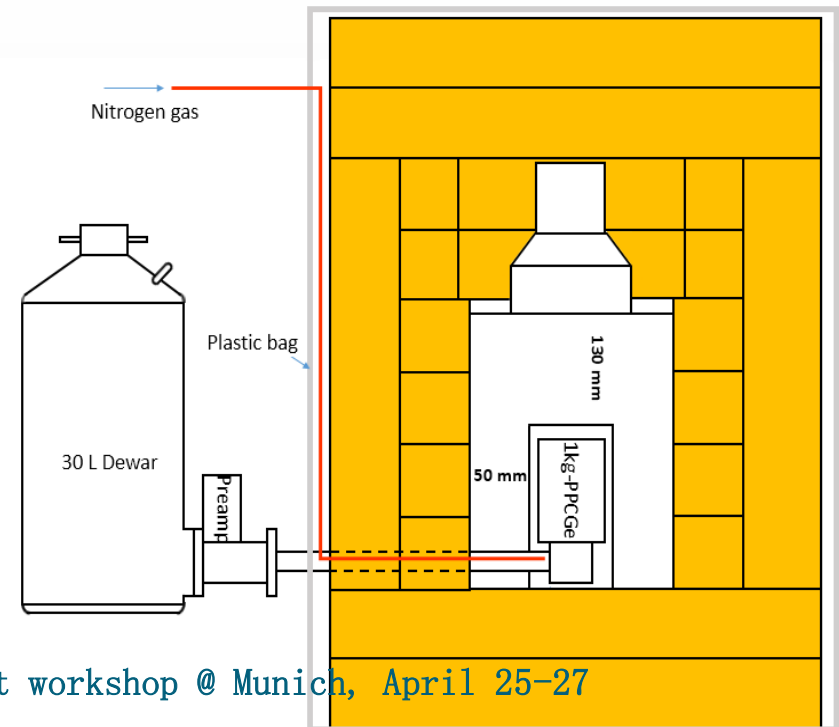 Nitrogen gas
Plastic bag
130 mm
30 L Dewar
Preamp
50 mm
1kg-PPCGe
workshop @ Munich, April 25-27